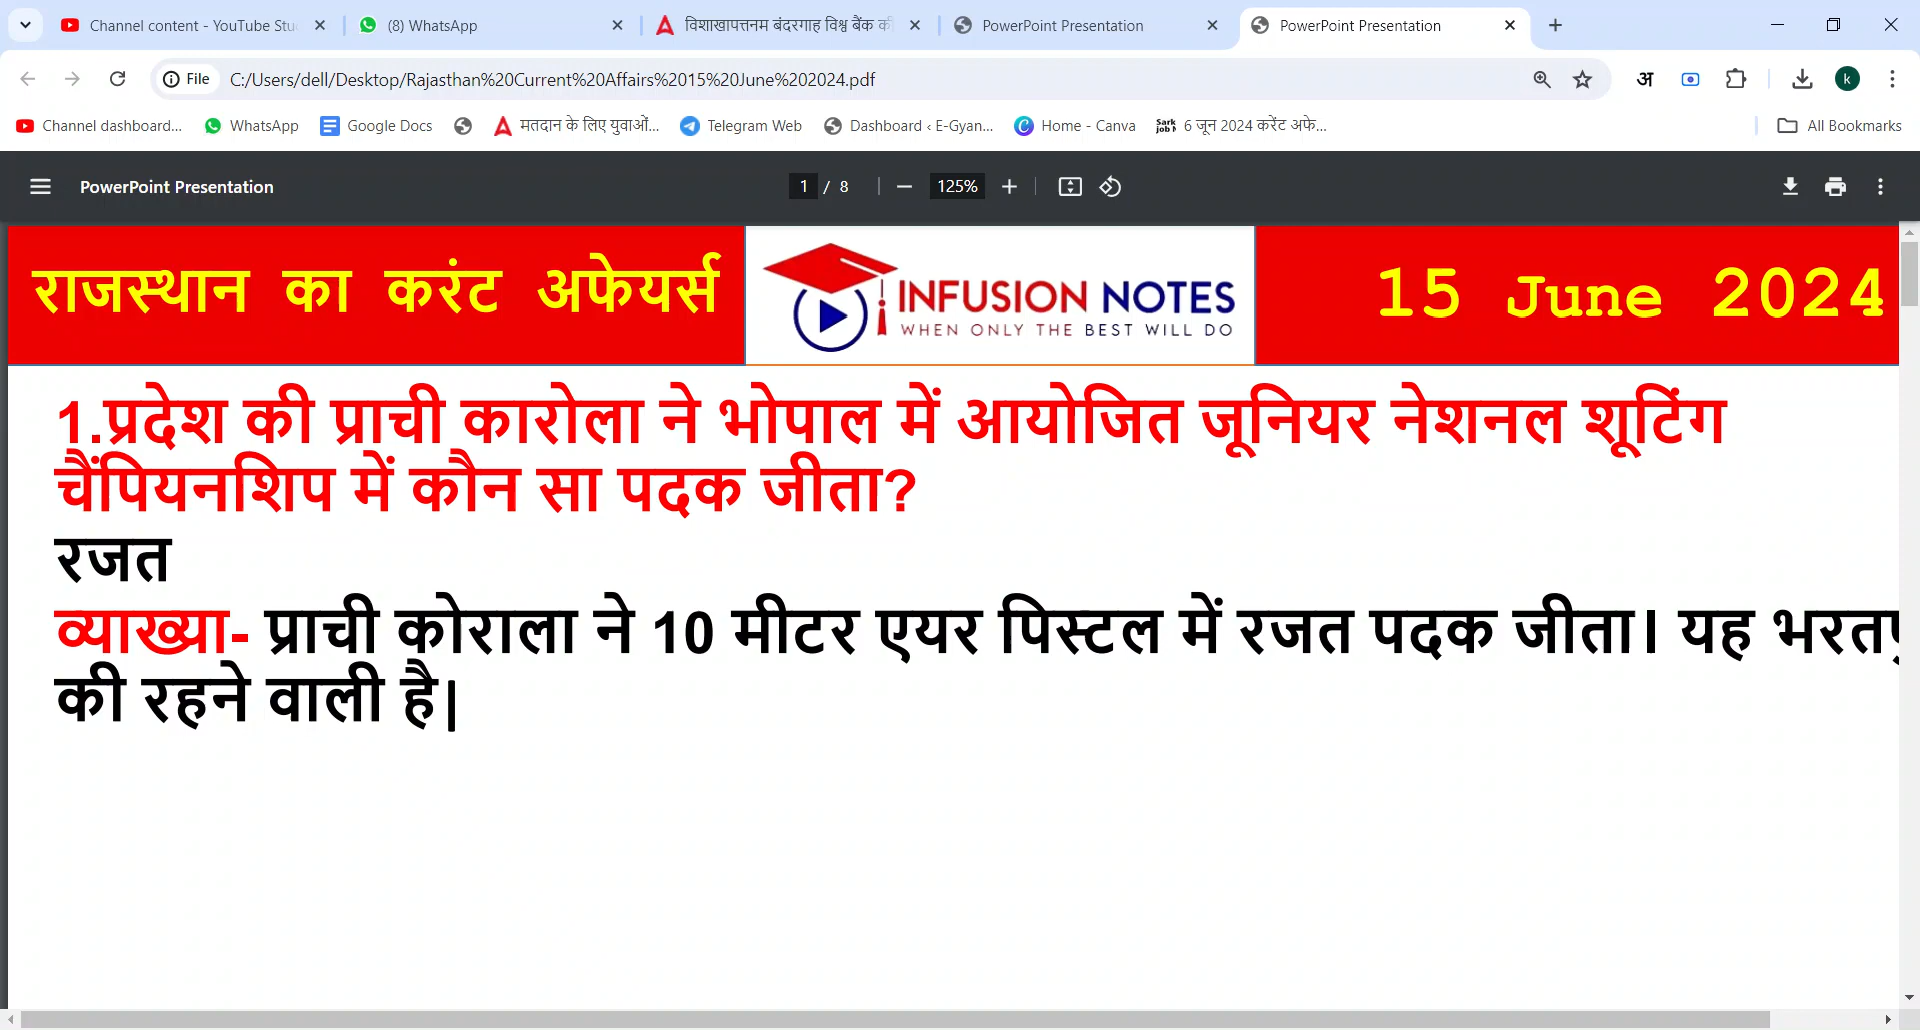 Channel content - YouTube Stu
(8) WhatsApp
विशाखापत्तनम बंदरगाह विश्व बैंक की
PowerPoint Presentation
PowerPoint Presentation
File
C:/Users/dell/Desktop/Rajasthan%20Current%20Affairs%2015%20June%202024.pdf
अ
k
Channel dashboard...
WhatsApp
Google Docs
मतदान के लिए युवाओं...
Telegram Web
Dashboard ‹ E-Gyan...
Home - Canva
Sark job
6 जून 2024 करेंट अफे...
All Bookmarks
PowerPoint Presentation
1 / 8
125%
राजस्थान का करंट अफेयर्स
INFUSION NOTES
WHEN ONLY THE BEST WILL DO
15 June 2024
1.प्रदेश की प्राची कारोला ने भोपाल में आयोजित जूनियर नेशनल शूटिंग
चैंपियनशिप में कौन सा पदक जीता?
रजत
व्याख्या- प्राची कोराला ने 10 मीटर एयर पिस्टल में रजत पदक जीता। यह
की रहने वाली है|